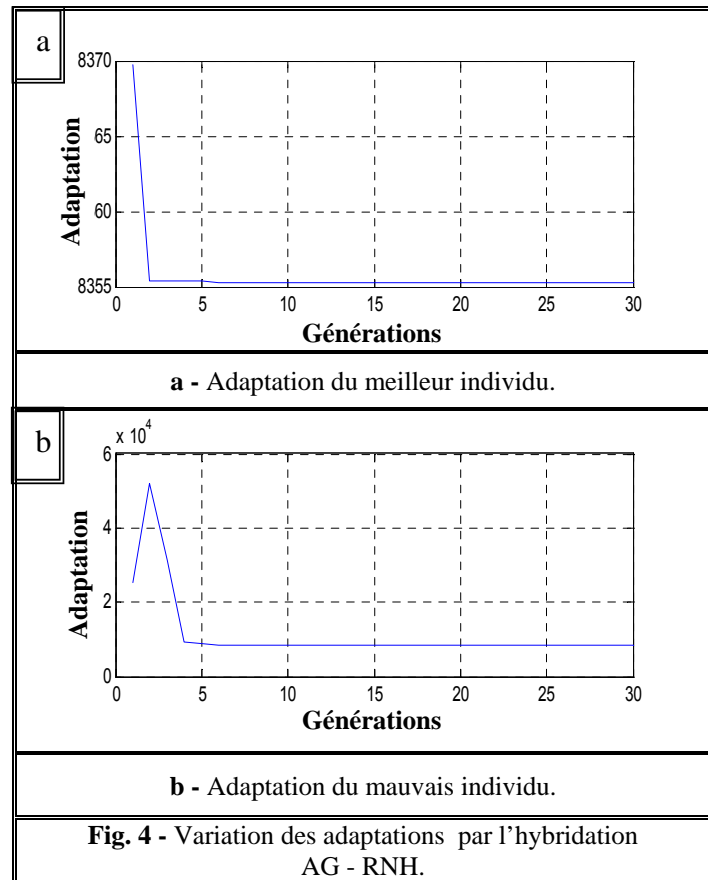 a
8370
65
60
8355
Adaptation
0 5 10 15 20 25 30
Générations
a - Adaptation du meilleur individu.
b
x 10^4
6
4
2
0
Adaptation
0 5 10 15 20 25 30
Générations
b - Adaptation du mauvais individu.
Fig. 4 - Variation des adaptations par l’hybridation
AG - RNH.